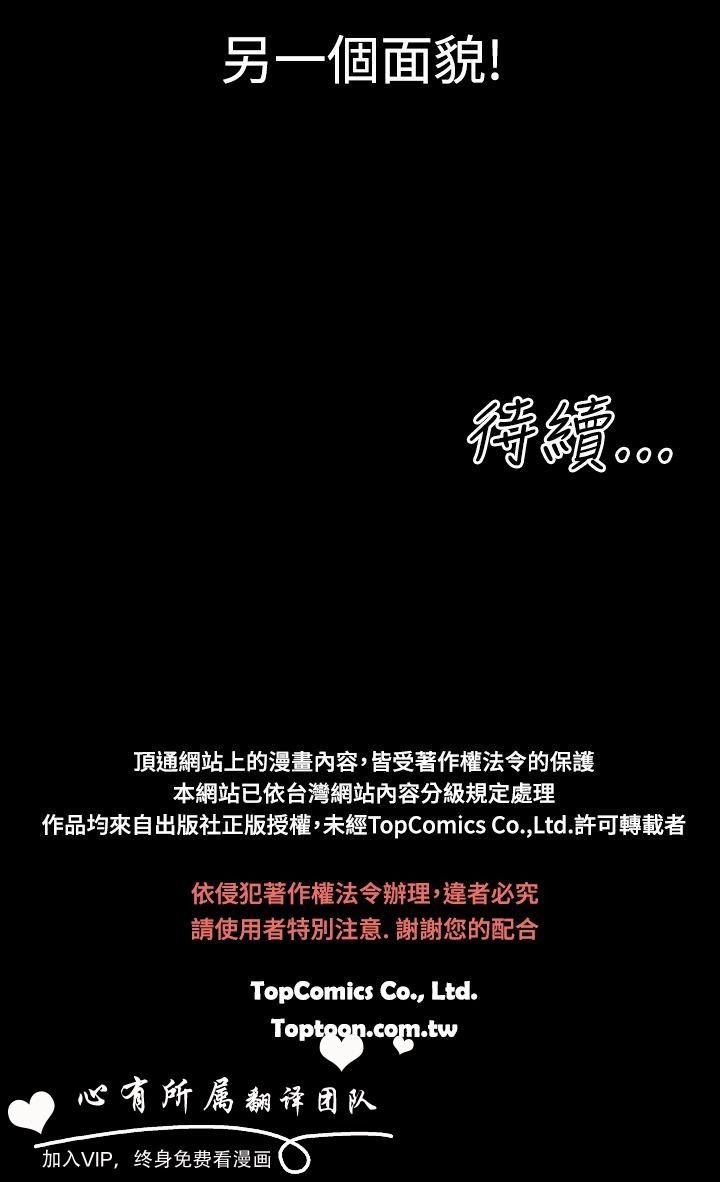 另一個面貌!
待續...
頂通網站上的漫畫內容,皆受著作權法令的保護
本網站已依台灣網站內容分級規定處理
作品均來自出版社正版授權,未經TopComics Co.,Ltd.許可轉載者
依侵犯著作權法令辦理,違者必究
請使用者特別注意. 謝謝您的配合
TopComics Co., Ltd.
Toptoon.com.tw
心有所属翻译团队
加入VIP，终身免费看漫画